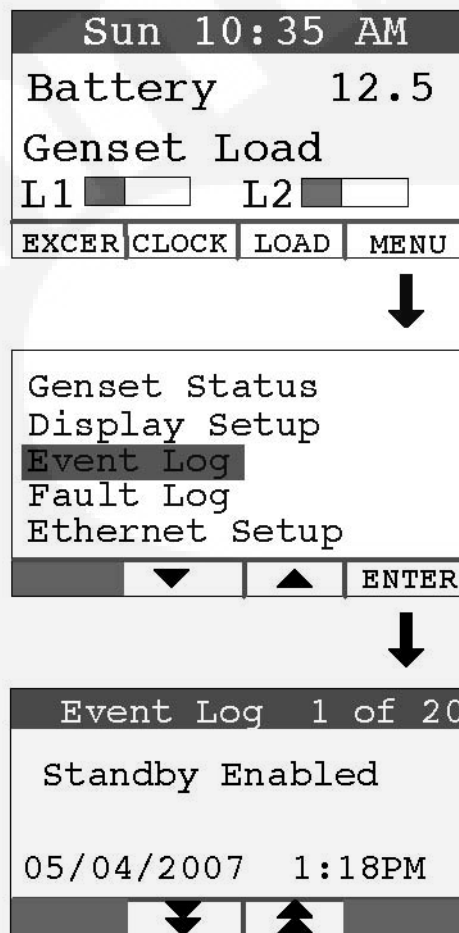 Sun 10:35 AM
Battery 12.5
Genset Load
L1 L2
EXCER CLOCK LOAD MENU
Genset Status
Display Setup
Event Log
Fault Log
Ethernet Setup
ENTER
Event Log 1 of 20
Standby Enabled
05/04/2007 1:18PM